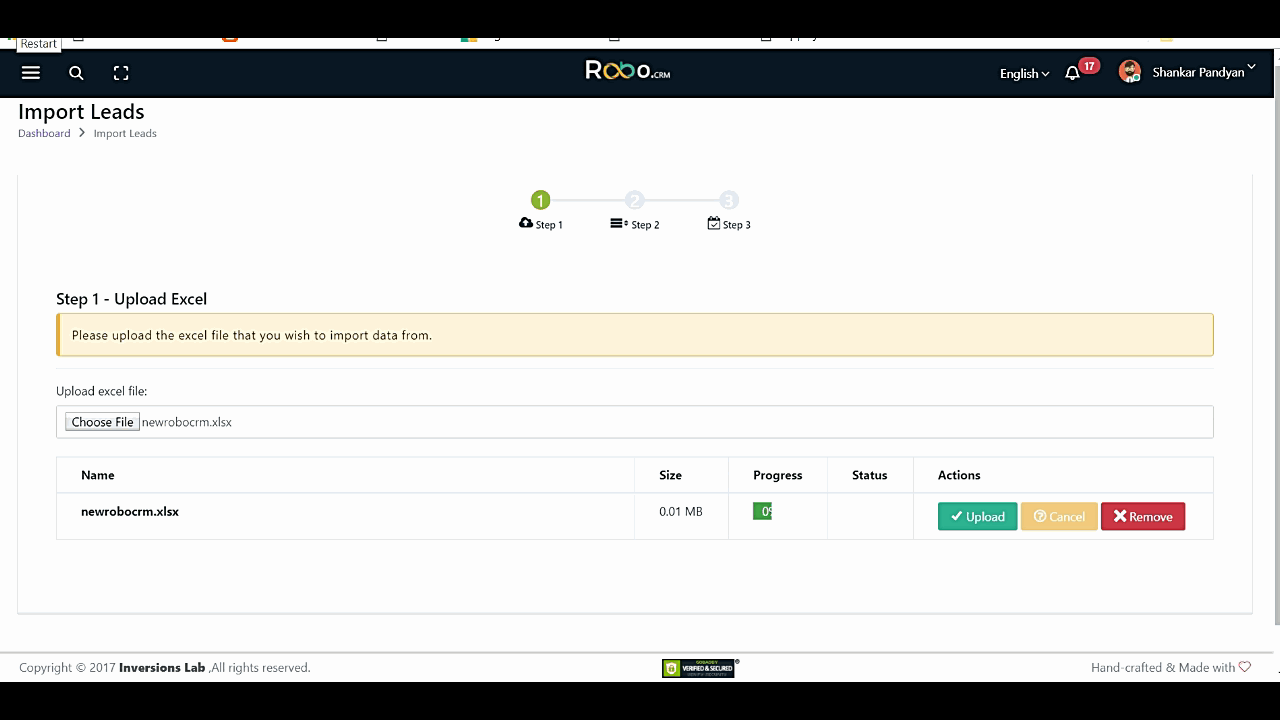 Restart
Robo.CRM
English
17
Shankar Pandyan
Import Leads
Dashboard > Import Leads
1 2 3
Step 1 Step 2 Step 3
Step 1 - Upload Excel
Please upload the excel file that you wish to import data from.
Upload excel file:
Choose File newrobocrm.xlsx
Name Size Progress Status Actions
newrobocrm.xlsx 0.01 MB 0% Upload Cancel Remove
Copyright © 2017 Inversions Lab ,All rights reserved.
GODADDY
VERIFIED & SECURED
Hand-crafted & Made with